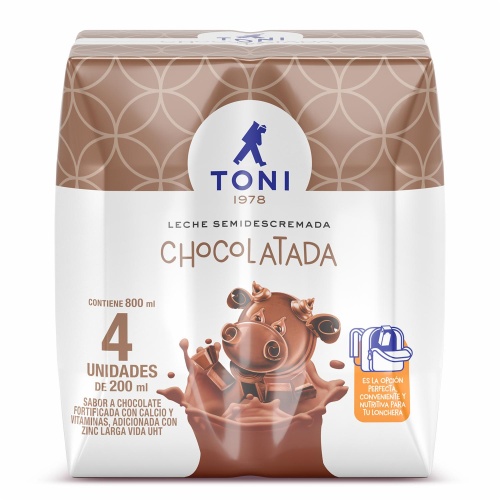 TONI
TONI
1978
LECHE SEMIDESCREMADA
CHOCOLATADA
CONTIENE 800 ml
4
UNIDADES
DE 200 ml
SABOR A CHOCOLATE
FORTIFICADA CON CALCIO Y
VITAMINAS, ADICIONADA CON
ZINC LARGA VIDA UHT
ES LA OPCIÓN
PERFECTA,
CONVENIENTE Y
NUTRITIVA PARA
TU LONCHERA